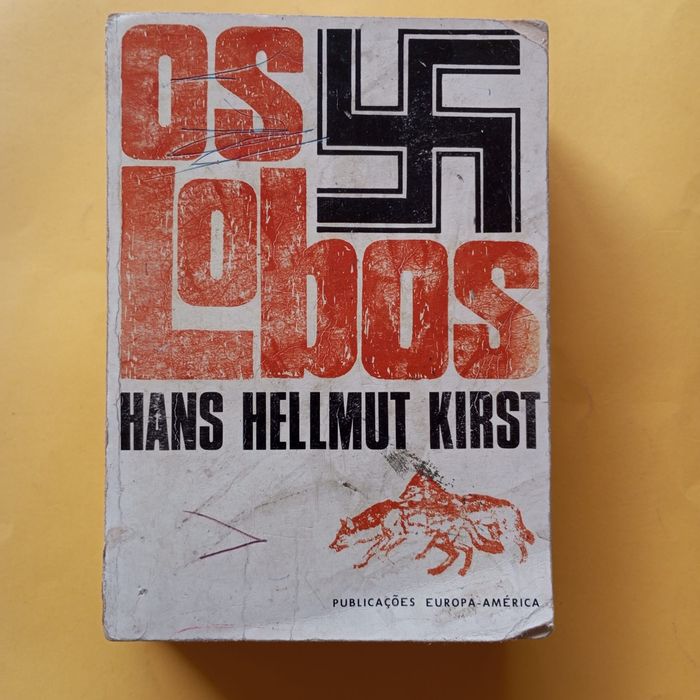 OS
Lobos
HANS HELLMUT KIRST
PUBLICAÇÕES EUROPA-AMÉRICA